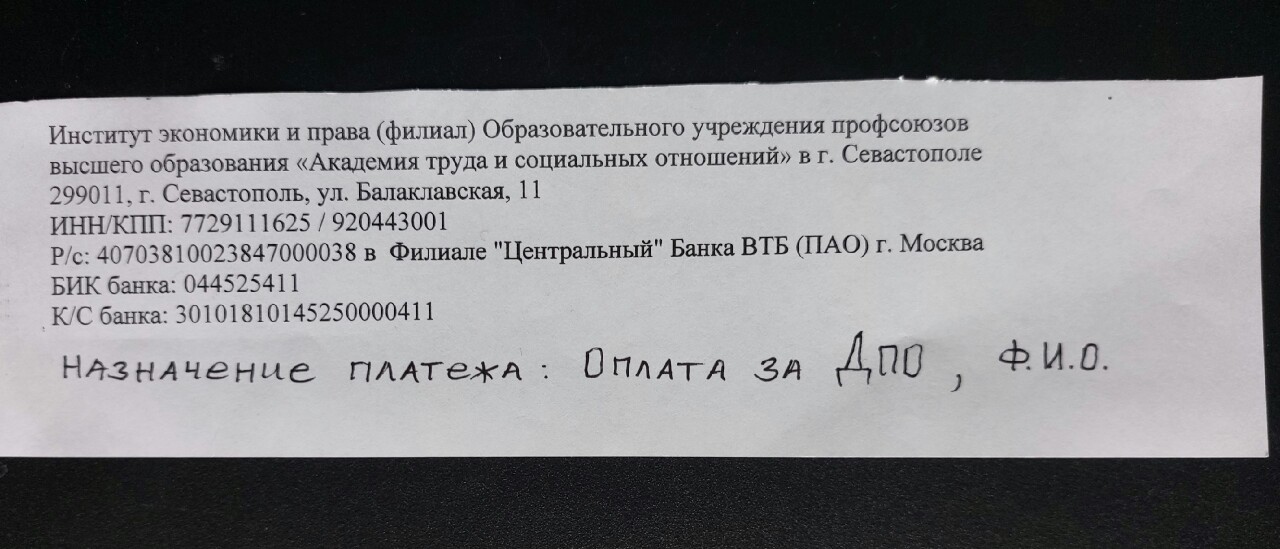 Институт экономики и права (филиал) Образовательного учреждения профсоюзов
высшего образования «Академия труда и социальных отношений» в г. Севастополе
299011, г. Севастополь, ул. Балаклавская, 11
ИНН/КПП: 7729111625 / 920443001
Р/с: 40703810023847000038 в Филиале "Центральный" Банка ВТБ (ПАО) г. Москва
БИК банка: 044525411
К/С банка: 30101810145250000411
Назначение платежа: Оплата за ДПО, Ф.И.О.